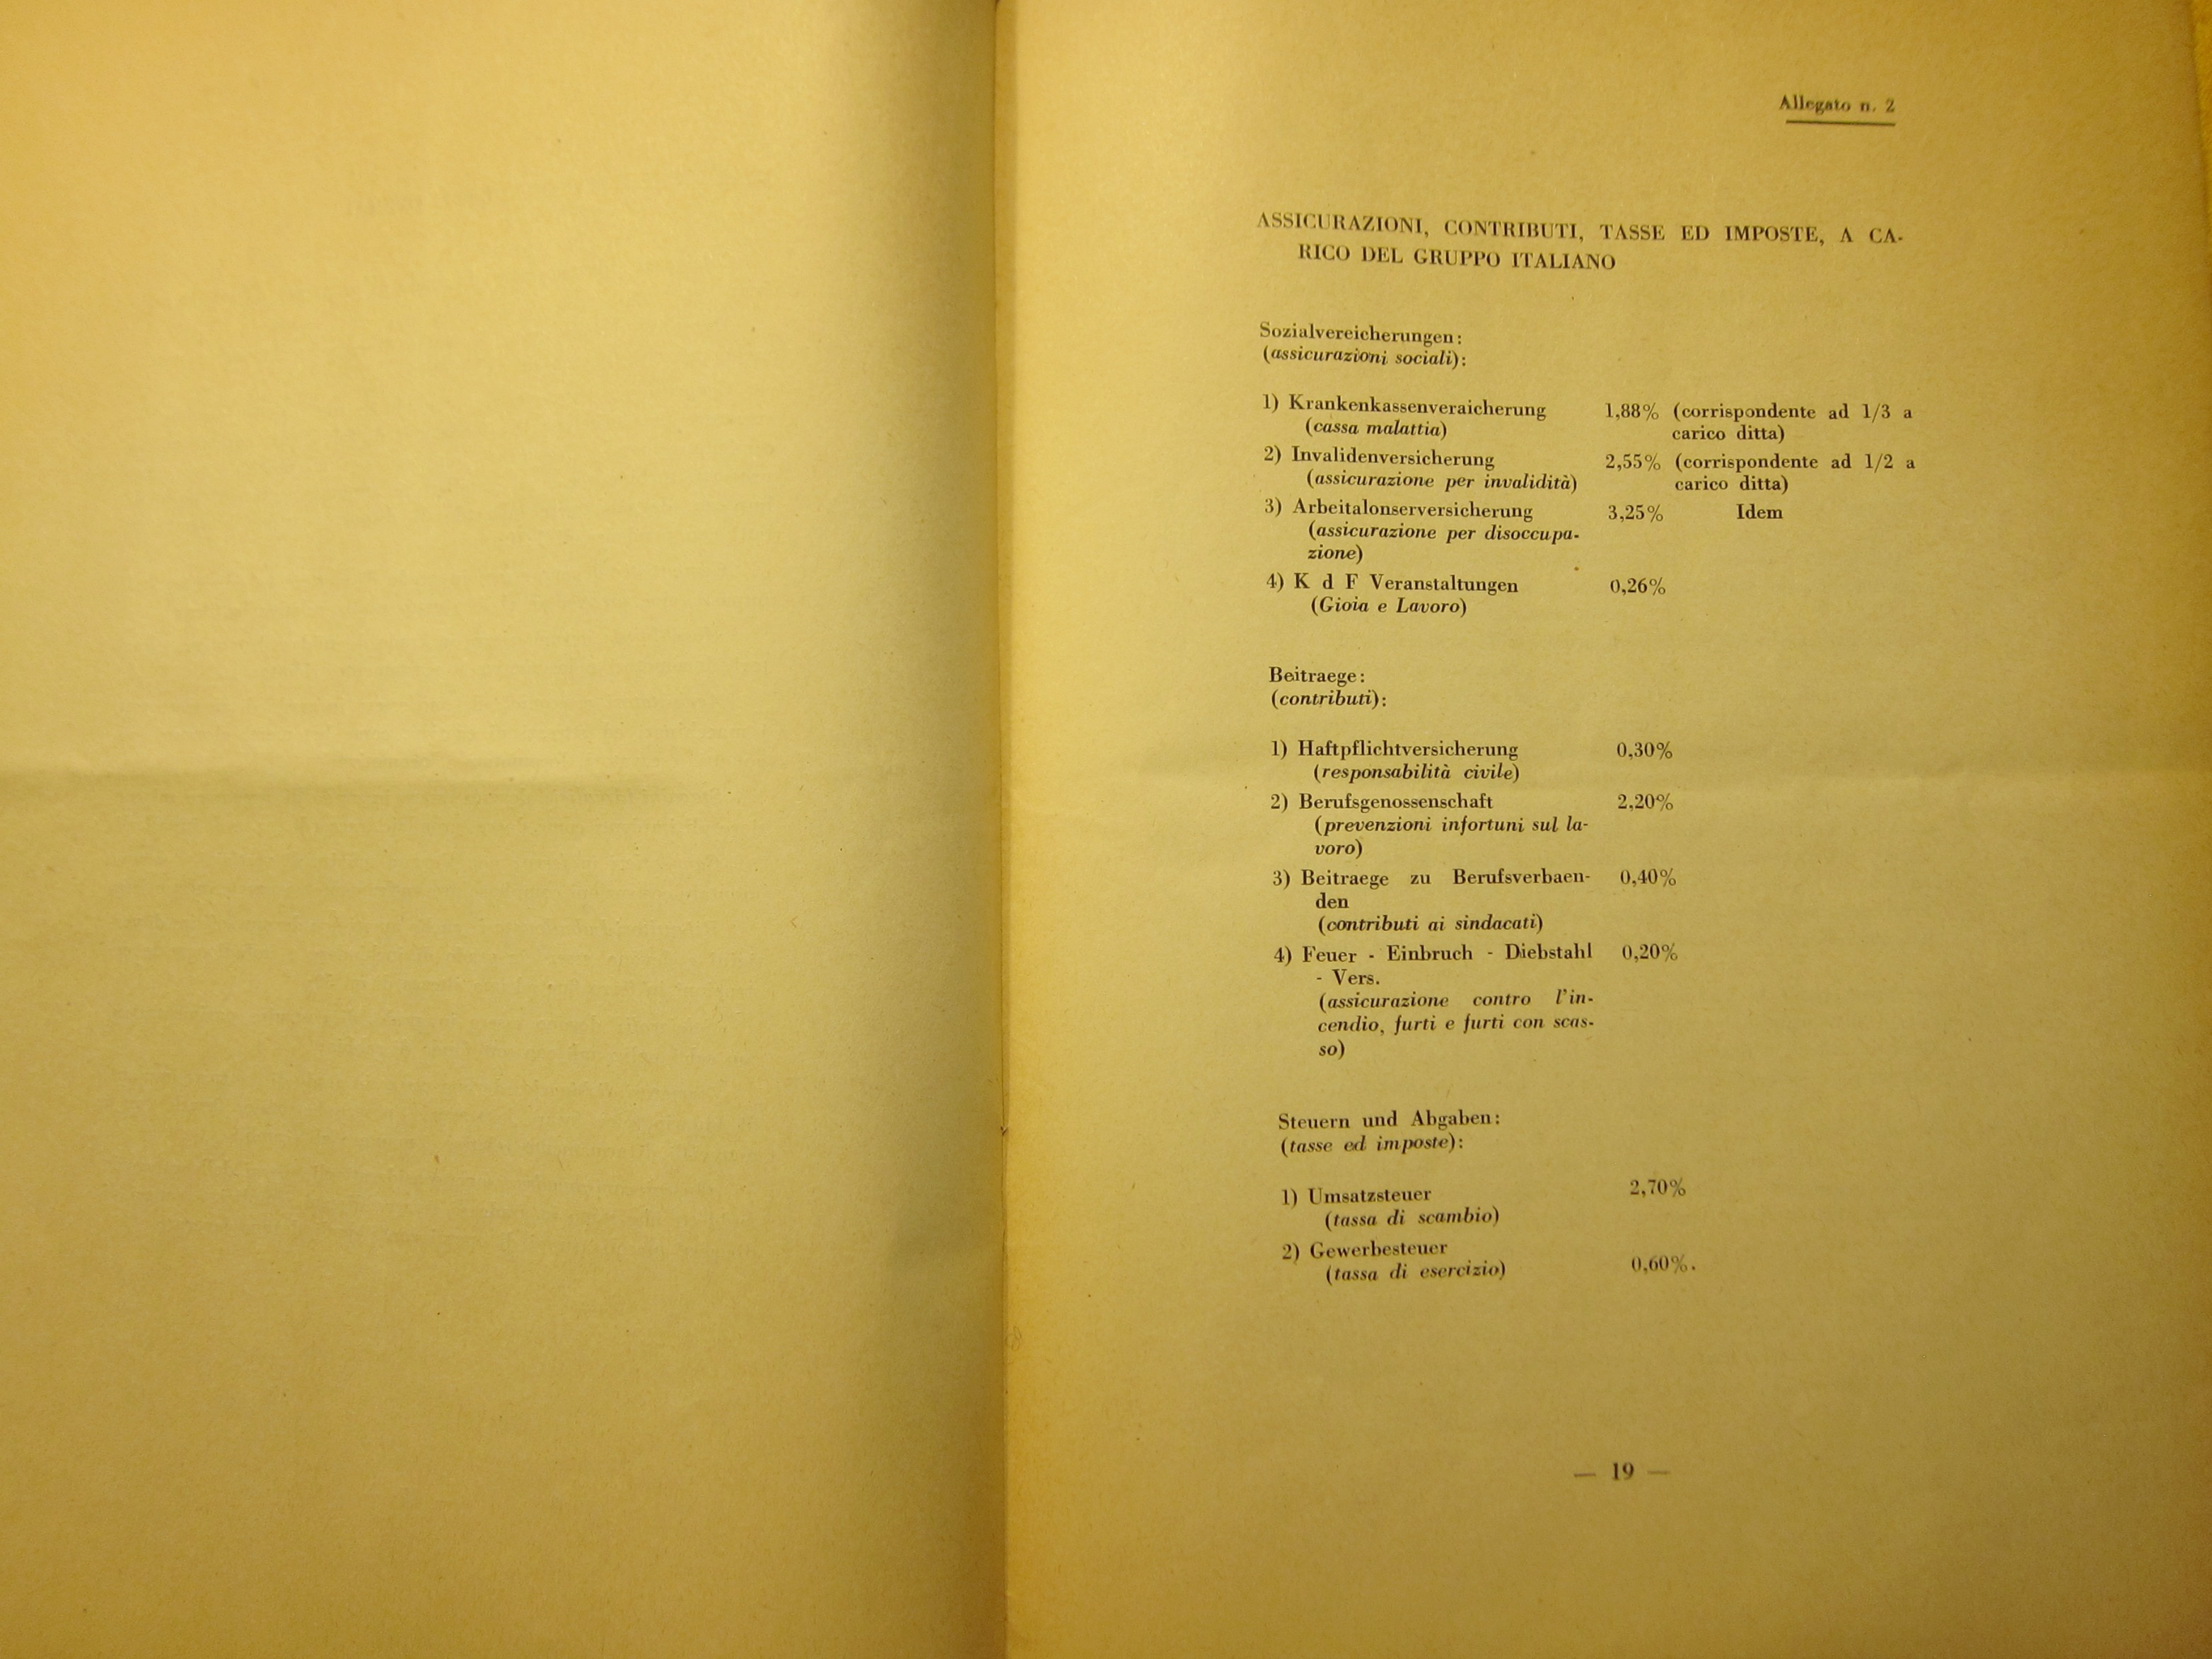 Allegato n. 2
ASSICURAZIONI, CONTRIBUTI, TASSE ED IMPOSTE, A CA-
RICO DEL GRUPPO ITALIANO
Sozialvereicherungen:
(assicurazioni sociali):
1) Krankenkassenveraicherung 1,88% (corrispondente ad 1/3 a
(cassa malattia) carico ditta)
2) Invalidenversicherung 2,55% (corrispondente ad 1/2 a
(assicurazione per invalidità) carico ditta)
3) Arbeitalonserversicherung 3,25% Idem
(assicurazione per disoccupa-
zione)
4) K d F Veranstaltungen 0,26%
(Gioia e Lavoro)
Beitraege:
(contributi):
1) Haftpflichtversicherung 0,30%
(responsabilità civile)
2) Berufsgenossenschaft 2,20%
(prevenzioni infortuni sul la-
voro)
3) Beitraege zu Berufsverbaen- 0,40%
den
(contributi ai sindacati)
4) Feuer - Einbruch - Diebstahl 0,20%
- Vers.
(assicurazione contro l'in-
cendio, furti e furti con scas-
so)
Steuern und Abgaben:
(tasse ed imposte):
1) Umsatzsteuer 2,70%
(tassa di scambio)
2) Gewerbesteuer 0,60%.
(tassa di esercizio)
— 19 —